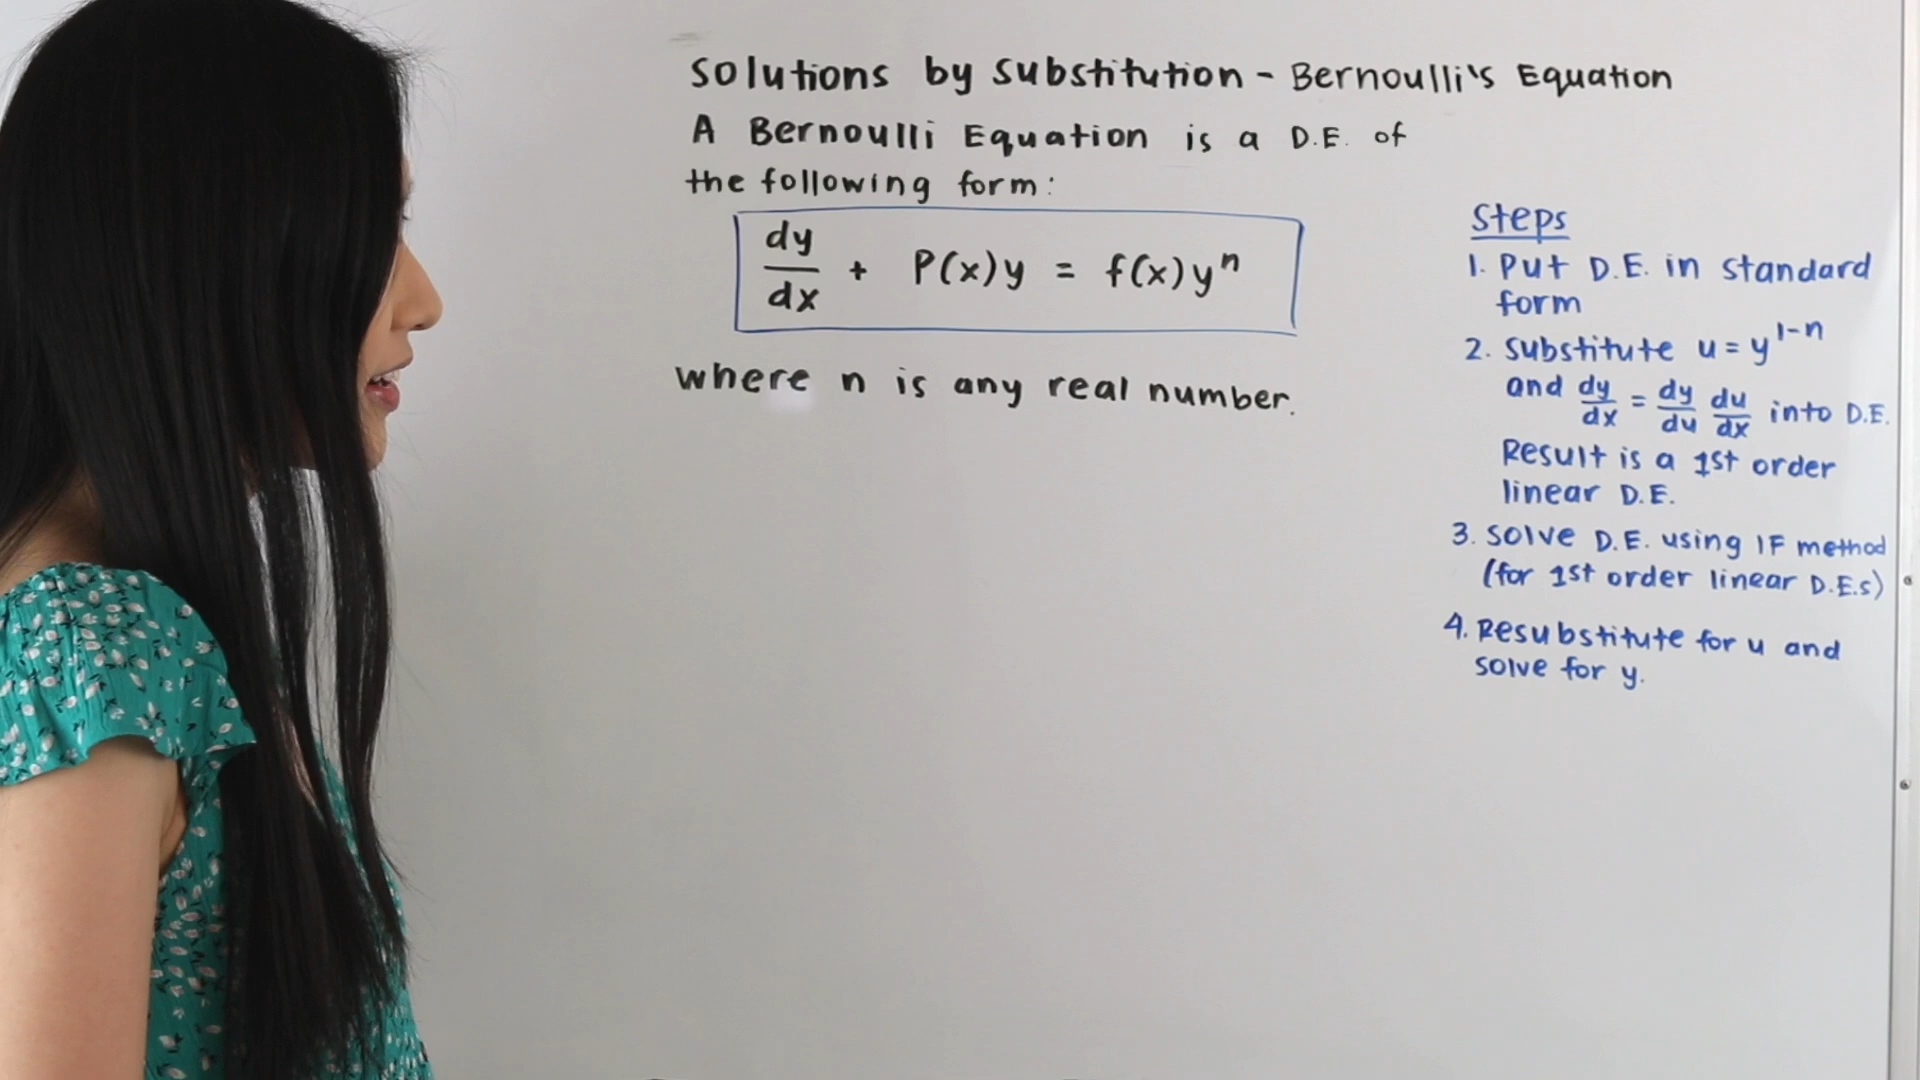 Solutions by Substitution - Bernoulli's Equation
A Bernoulli Equation is a D.E. of
the following form:
dy/dx + P(x)y = f(x)yⁿ
where n is any real number.
Steps
1. Put D.E. in standard
form
2. Substitute u = y^(1-n)
and dy/dx = dy/du du/dx into D.E.
Result is a 1st order
linear D.E.
3. Solve D.E. using IF method
(for 1st order linear D.E.s)
4. Resubstitute for u and
solve for y.